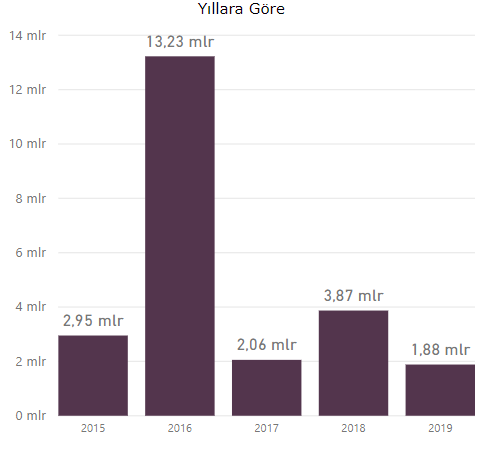 Yıllara Göre
14 mlr
12 mlr
10 mlr
8 mlr
6 mlr
4 mlr
2 mlr
0 mlr
2,95 mlr
13,23 mlr
2,06 mlr
3,87 mlr
1,88 mlr
2015
2016
2017
2018
2019